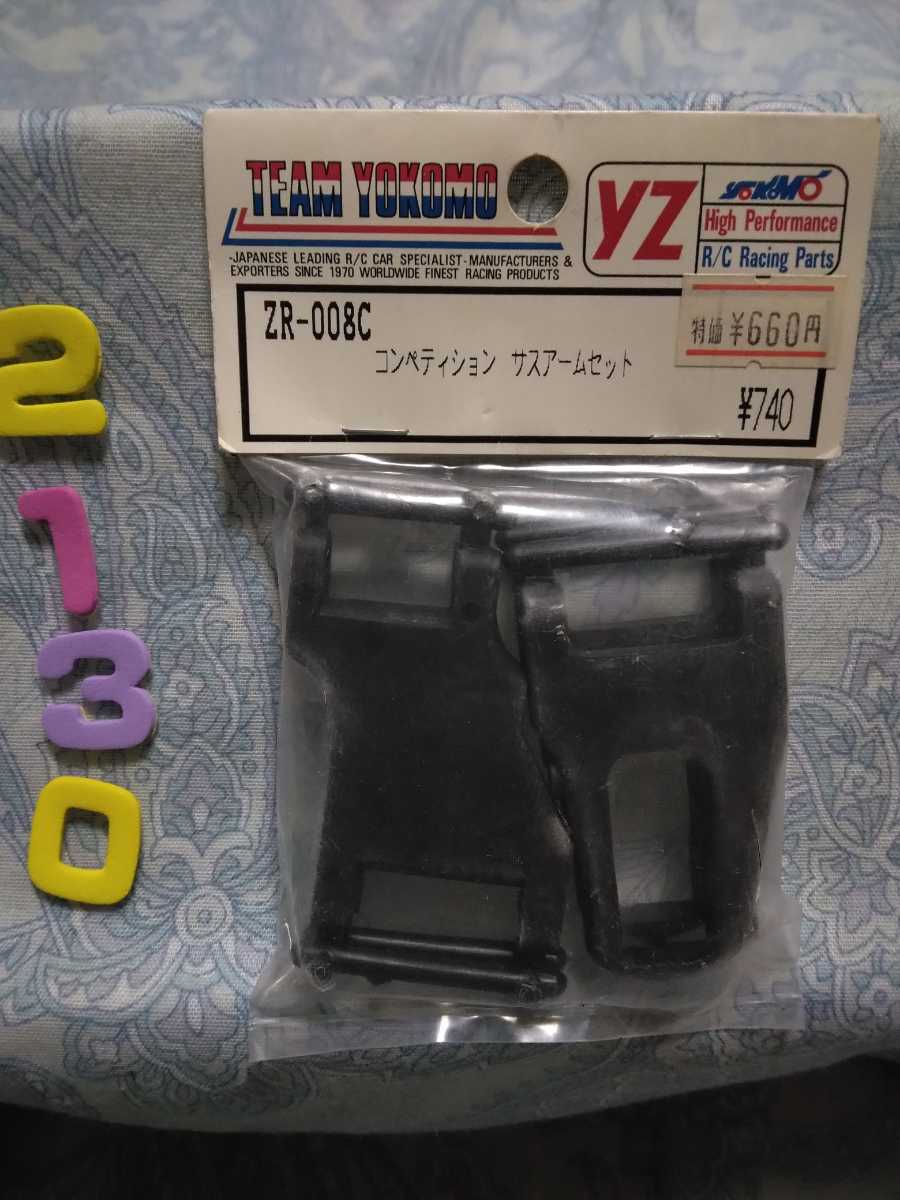 TEAM YOKOMO
-JAPANESE LEADING R/C CAR SPECIALIST-MANUFACTURERS &
EXPORTERS SINCE 1970 WORLDWIDE FINEST RACING PRODUCTS
YZ
YOKOMO
High Performance
R/C Racing Parts
ZR-008C
特価 ¥660円
コンペティション サスアームセット
¥740
2
1
3
0